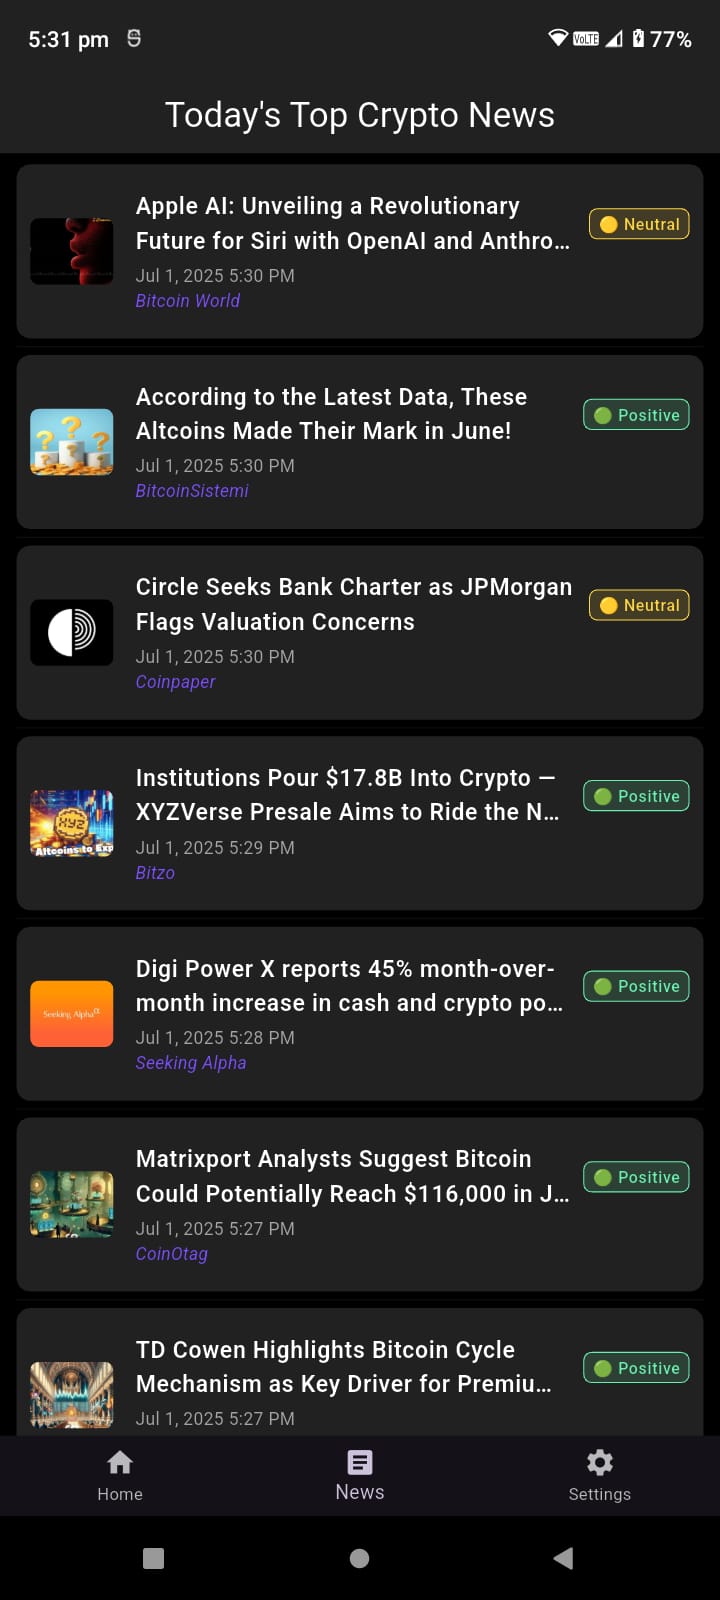 5:31 pm
VoLTE
77%
Today's Top Crypto News
Apple AI: Unveiling a Revolutionary
Future for Siri with OpenAI and Anthro…
Jul 1, 2025 5:30 PM
Bitcoin World
Neutral
According to the Latest Data, These
Altcoins Made Their Mark in June!
Jul 1, 2025 5:30 PM
BitcoinSistemi
Positive
Circle Seeks Bank Charter as JPMorgan
Flags Valuation Concerns
Jul 1, 2025 5:30 PM
Coinpaper
Neutral
XYZ
Altcoins to Exp
Institutions Pour $17.8B Into Crypto —
XYZVerse Presale Aims to Ride the N…
Jul 1, 2025 5:29 PM
Bitzo
Positive
Seeking Alpha α
Digi Power X reports 45% month-over-
month increase in cash and crypto po…
Jul 1, 2025 5:28 PM
Seeking Alpha
Positive
Matrixport Analysts Suggest Bitcoin
Could Potentially Reach $116,000 in J…
Jul 1, 2025 5:27 PM
CoinOtag
Positive
TD Cowen Highlights Bitcoin Cycle
Mechanism as Key Driver for Premiu…
Jul 1, 2025 5:27 PM
Positive
Home
News
Settings